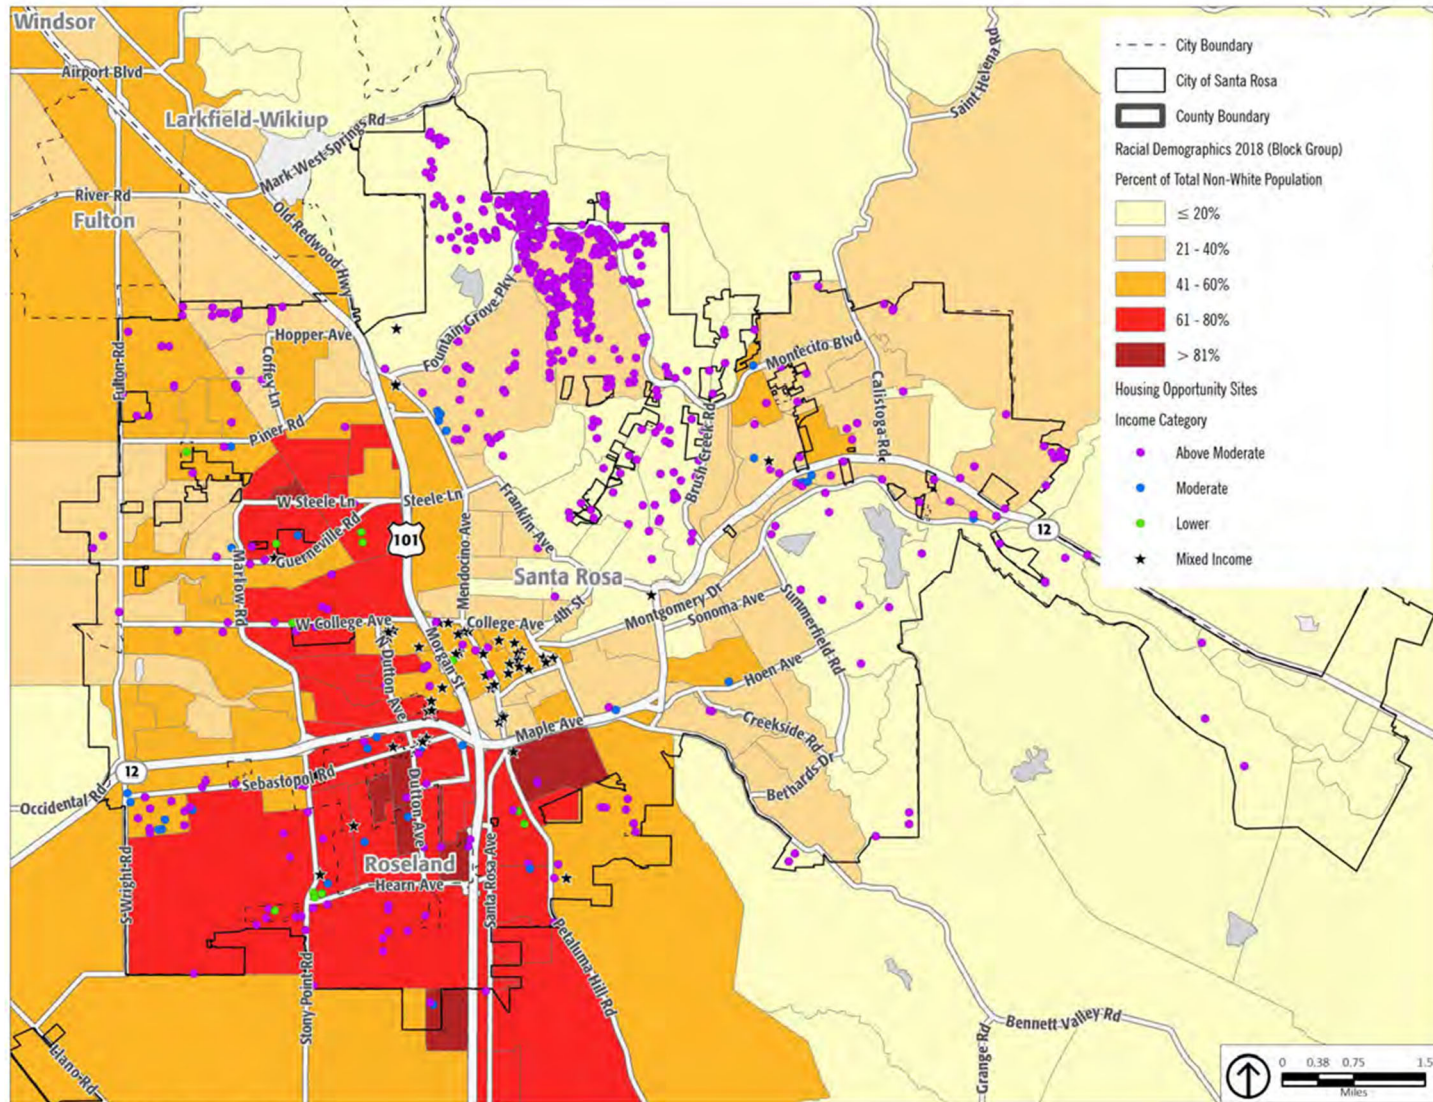 Windsor
Airport Blvd
Larkfield-Wikiup
Mark West Springs Rd
River Rd
Fulton
Old Redwood Hwy
Saint Helena Rd
Hopper Ave
Fountain Grove Pky
Coffey Ln
Fulton Rd
Piner Rd
Montecito Blvd
Calistoga Rd
Brush Creek Rd
W Steele Ln
Steele Ln
Franklin Ave
Guerneville Rd
101
Mendocino Ave
12
Marlow Rd
Santa Rosa
W College Ave
College Ave
4th St
Montgomery Dr
Sonoma Ave
Summerfield Rd
N Dutton Ave
Morgan St
Hoen Ave
Maple Ave
Creekside Rd
12
Sebastopol Rd
Bethards Dr
Occidental Rd
Dutton Ave
S Wright Rd
Roseland
Hearn Ave
Santa Rosa Ave
Petaluma Hill Rd
Stony Point Rd
Bennett Valley Rd
Grange Rd
Llano Rd
City Boundary
City of Santa Rosa
County Boundary
Racial Demographics 2018 (Block Group)
Percent of Total Non-White Population
≤ 20%
21 - 40%
41 - 60%
61 - 80%
> 81%
Housing Opportunity Sites
Income Category
Above Moderate
Moderate
Lower
Mixed Income
0 0.38 0.75 1.5
Miles